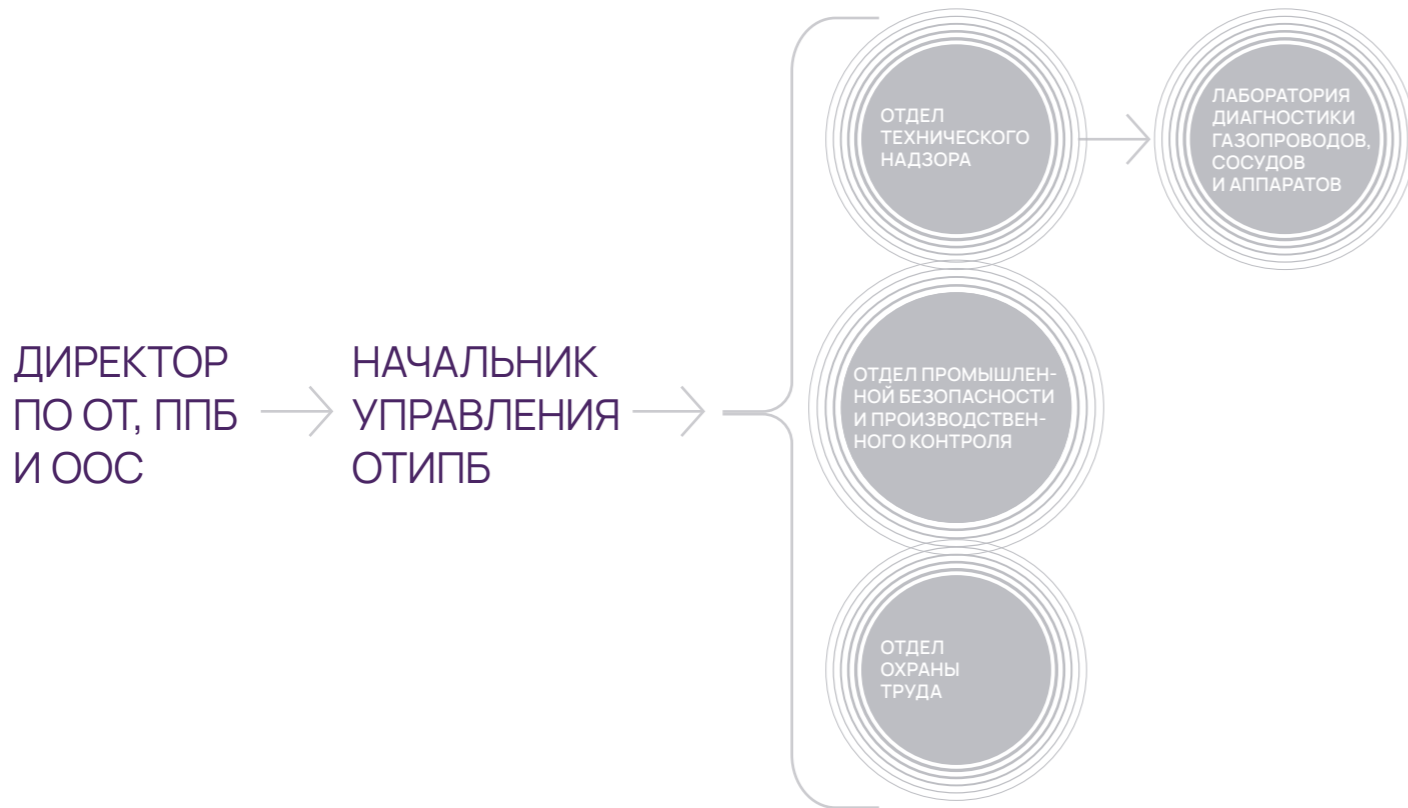 ДИРЕКТОР
ПО ОТ, ППБ
И ООС
НАЧАЛЬНИК
УПРАВЛЕНИЯ
ОТИПБ
ОТДЕЛ
ТЕХНИЧЕСКОГО
НАДЗОРА
ЛАБОРАТОРИЯ
ДИАГНОСТИКИ
ГАЗОПРОВОДОВ,
СОСУДОВ
И АППАРАТОВ
ОТДЕЛ ПРОМЫШЛЕН-
НОЙ БЕЗОПАСНОСТИ
И ПРОИЗВОДСТВЕН-
НОГО КОНТРОЛЯ
ОТДЕЛ
ОХРАНЫ
ТРУДА